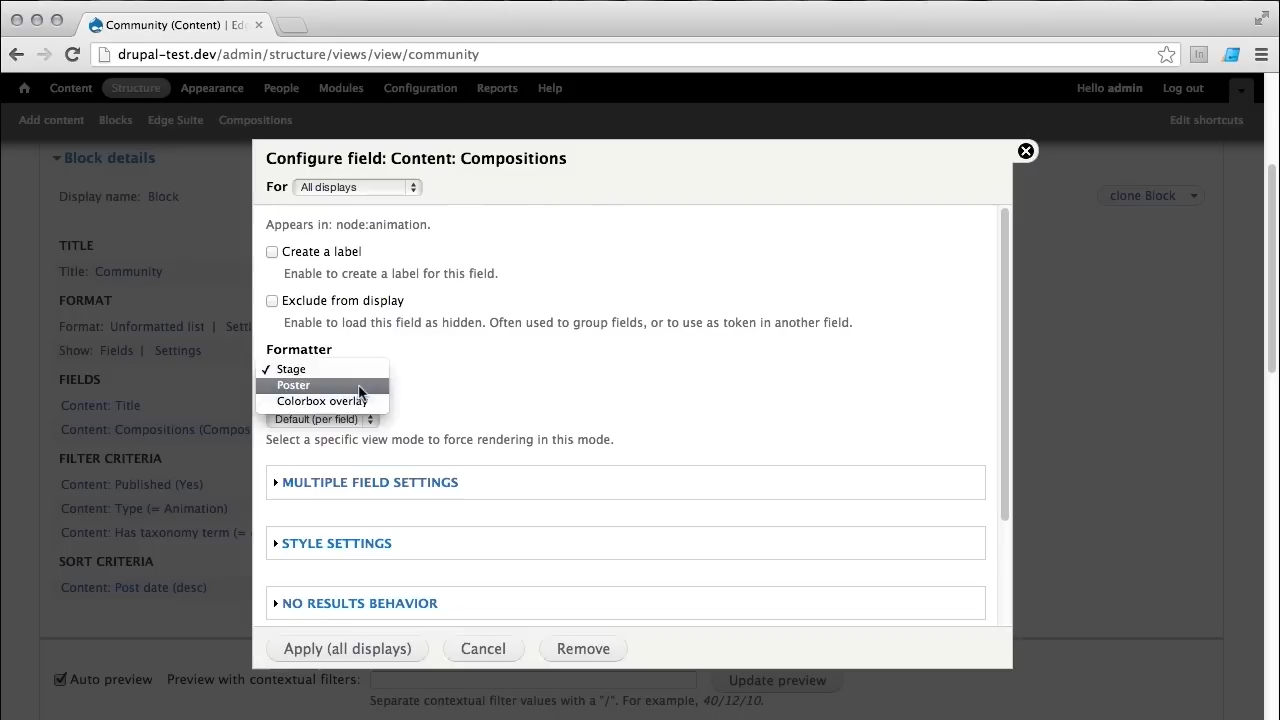 Community (Content) | Ed
drupal-test.dev/admin/structure/views/view/community
Content Structure Appearance People Modules Configuration Reports Help Hello admin Log out
Add content Blocks Edge Suite Compositions Edit shortcuts
Block details
Configure field: Content: Compositions
For All displays
Display name: Block
clone Block
Appears in: node:animation.
TITLE
Create a label
Title: Community
Enable to create a label for this field.
FORMAT
Exclude from display
Format: Unformatted list | Setti
Enable to load this field as hidden. Often used to group fields, or to use as token in another field.
Show: Fields | Settings
Formatter
Stage
FIELDS
Poster
Content: Title
Colorbox overlay
Default (per field)
Content: Compositions (Compos
Select a specific view mode to force rendering in this mode.
FILTER CRITERIA
Content: Published (Yes)
MULTIPLE FIELD SETTINGS
Content: Type (= Animation)
Content: Has taxonomy term (=
STYLE SETTINGS
SORT CRITERIA
Content: Post date (desc)
NO RESULTS BEHAVIOR
Apply (all displays) Cancel Remove
Auto preview Preview with contextual filters: Update preview
Separate contextual filter values with a "/". For example, 40/12/10.